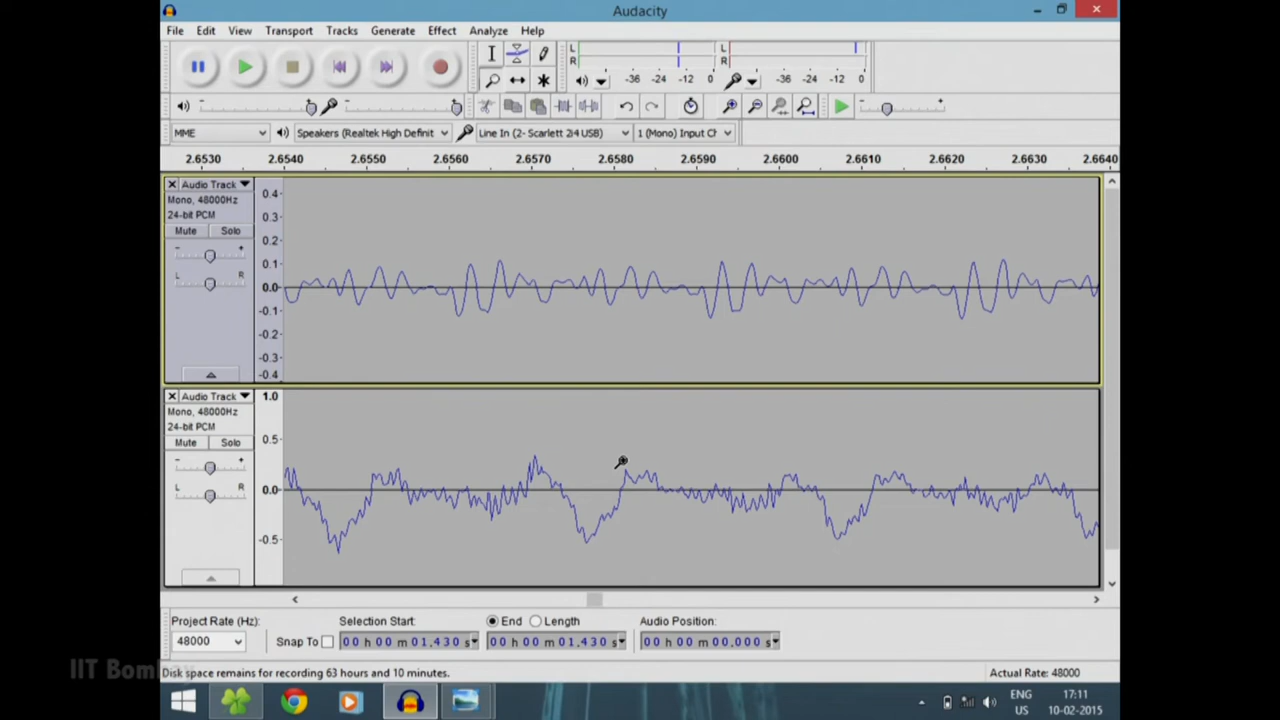 Audacity
File Edit View Transport Tracks Generate Effect Analyze Help
L R -36 -24 -12 0 L R -36 -24 -12 0
MME Speakers (Realtek High Definit Line In (2- Scarlett 2i4 USB) 1 (Mono) Input Ch
2.6530 2.6540 2.6550 2.6560 2.6570 2.6580 2.6590 2.6600 2.6610 2.6620 2.6630 2.6640
Audio Track
Mono, 48000Hz
24-bit PCM
Mute Solo
- +
L R
0.4
0.3
0.2
0.1
0.0
-0.1
-0.2
-0.3
-0.4
Audio Track
Mono, 48000Hz
24-bit PCM
Mute Solo
- +
L R
1.0
0.5
0.0
-0.5
Project Rate (Hz): Selection Start: End Length Audio Position:
48000 Snap To 00 h 00 m 01.430 s 00 h 00 m 01.430 s 00 h 00 m 00.000 s
IIT Bombay
Disk space remains for recording 63 hours and 10 minutes. Actual Rate: 48000
ENG 17:11
US 10-02-2015